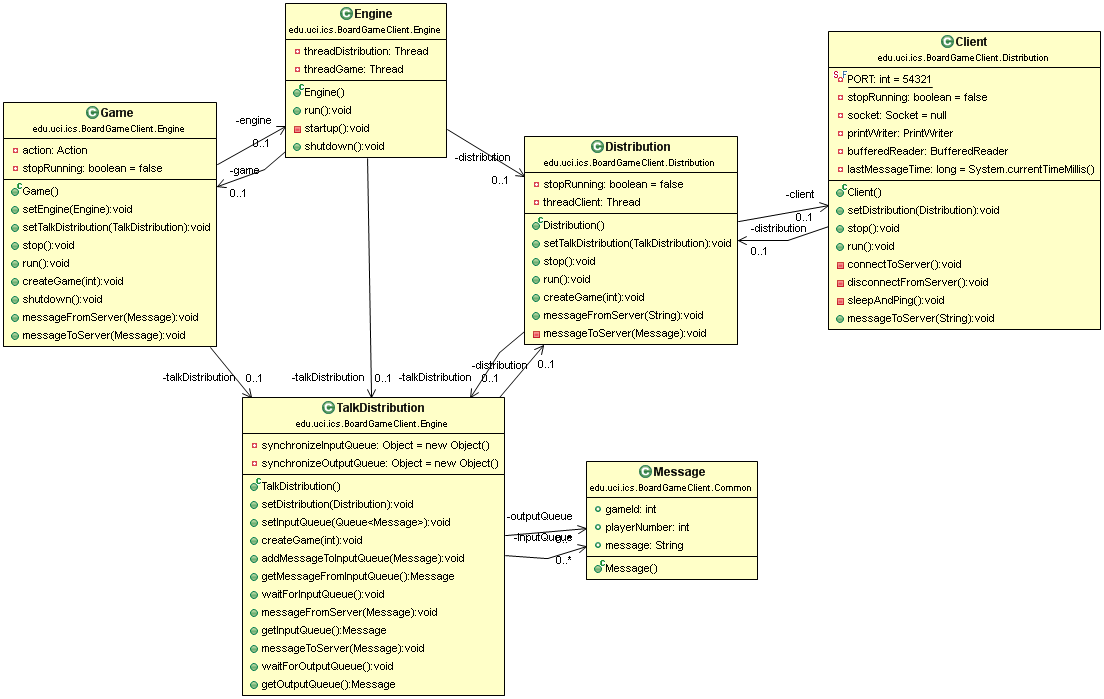 Engine
edu.uci.ics.BoardGameClient.Engine
threadDistribution: Thread
threadGame: Thread
Engine()
run():void
startup():void
shutdown():void
Client
edu.uci.ics.BoardGameClient.Distribution
PORT: int = 54321
stopRunning: boolean = false
socket: Socket = null
printWriter: PrintWriter
bufferedReader: BufferedReader
lastMessageTime: long = System.currentTimeMillis()
Client()
setDistribution(Distribution):void
stop():void
run():void
connectToServer():void
disconnectFromServer():void
sleepAndPing():void
messageToServer(String):void
Game
edu.uci.ics.BoardGameClient.Engine
action: Action
stopRunning: boolean = false
Game()
setEngine(Engine):void
setTalkDistribution(TalkDistribution):void
stop():void
run():void
createGame(int):void
shutdown():void
messageFromServer(Message):void
messageToServer(Message):void
-engine
0..1
-game
0..1
-distribution
0..1
Distribution
edu.uci.ics.BoardGameClient.Distribution
stopRunning: boolean = false
threadClient: Thread
Distribution()
setTalkDistribution(TalkDistribution):void
stop():void
run():void
createGame(int):void
messageFromServer(String):void
messageToServer(Message):void
-client
0..1
-distribution
0..1
-talkDistribution
0..1
-talkDistribution
0..1
-talkDistribution
0..1
-distribution
0..1
TalkDistribution
edu.uci.ics.BoardGameClient.Engine
synchronizeInputQueue: Object = new Object()
synchronizeOutputQueue: Object = new Object()
TalkDistribution()
setDistribution(Distribution):void
setInputQueue(Queue<Message>):void
createGame(int):void
addMessageToInputQueue(Message):void
getMessageFromInputQueue():Message
waitForInputQueue():void
messageFromServer(Message):void
getInputQueue():Message
messageToServer(Message):void
waitForOutputQueue():void
getOutputQueue():Message
-outputQueue
0..*
-inputQueue
0..*
Message
edu.uci.ics.BoardGameClient.Common
gameId: int
playerNumber: int
message: String
Message()